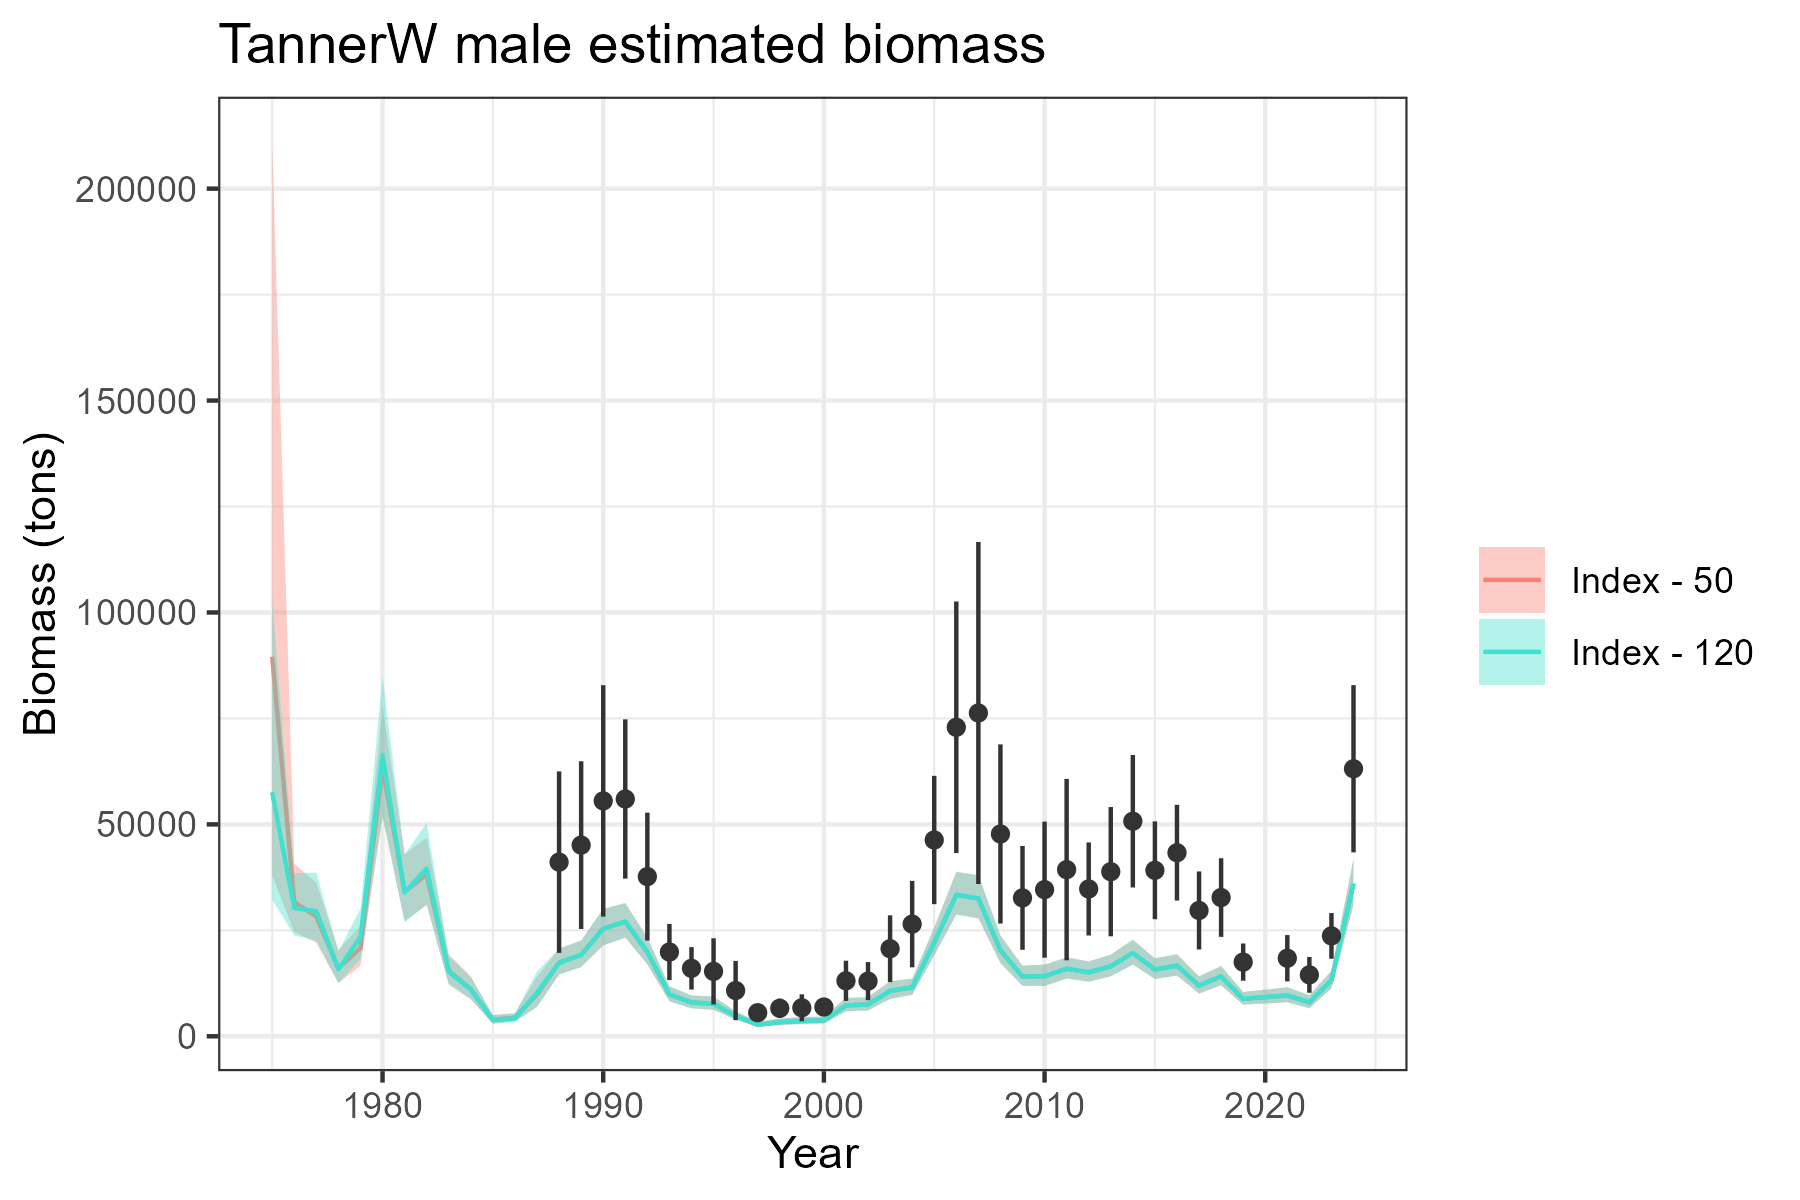 TannerW male estimated biomass
200000
150000
100000
50000
0
Biomass (tons)
1980 1990 2000 2010 2020
Year
Index - 50
Index - 120